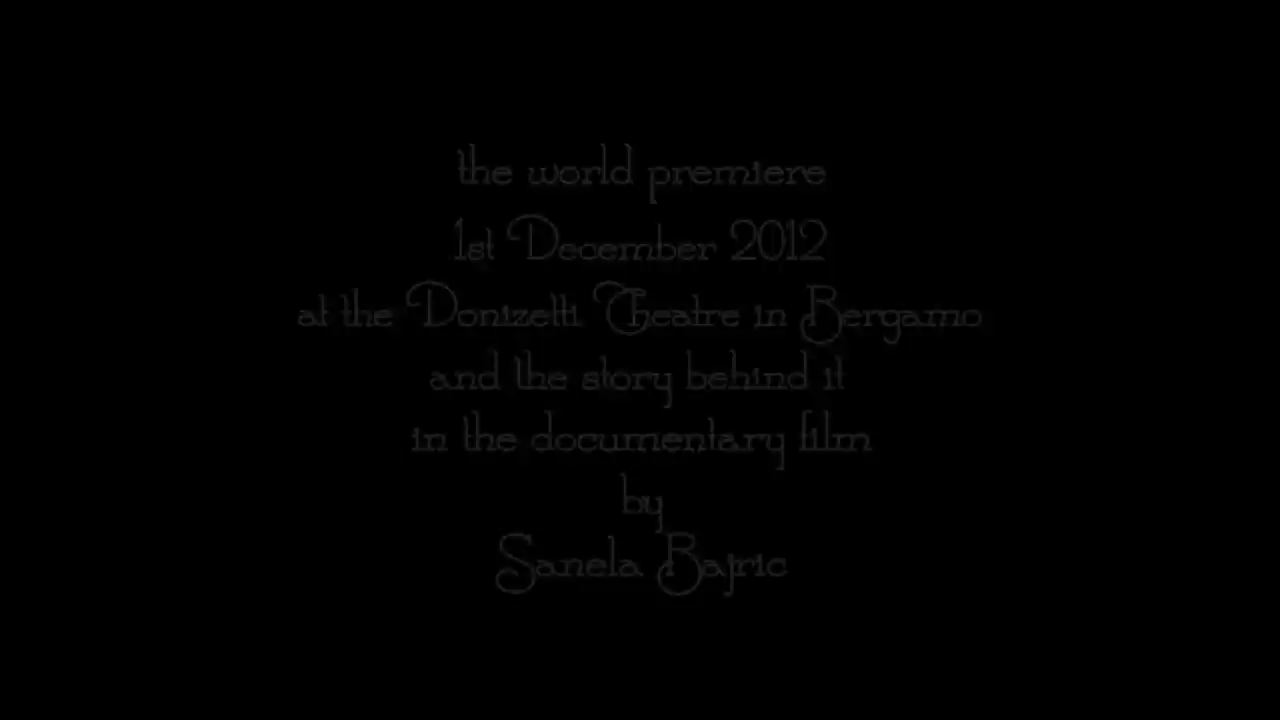 the world premiere
1st December 2012
at the Donizetti Theatre in Bergamo
and the story behind it
in the documentary film
by
Sanela Bajric